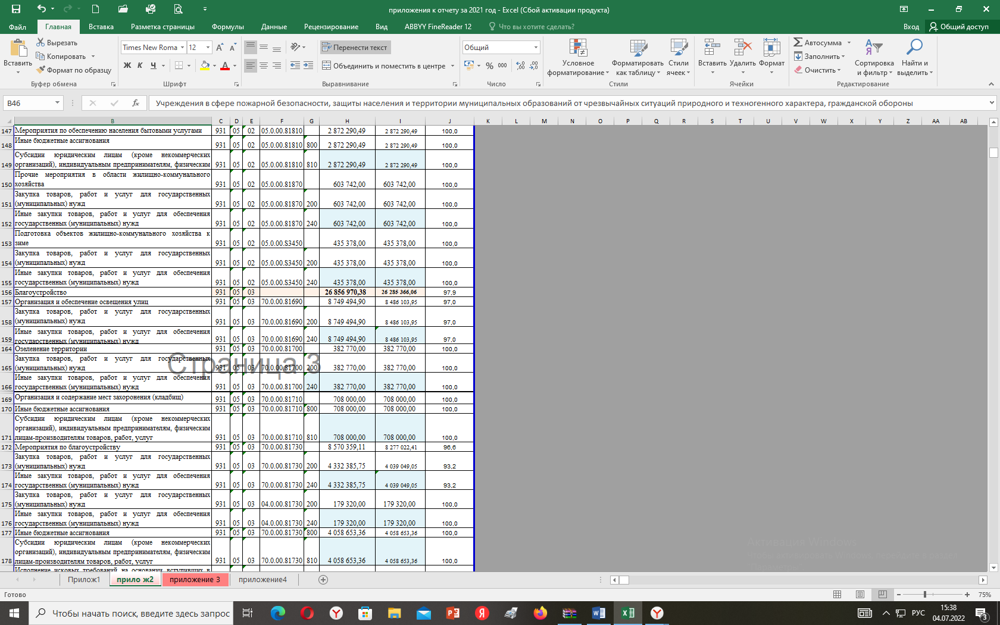 приложения к отчету за 2021 год - Excel (Сбой активации продукта)
Файл Главная Вставка Разметка страницы Формулы Данные Рецензирование Вид ABBYY FineReader 12 Что вы хотите сделать? Вход Общий доступ
Вставить Вырезать Копировать Формат по образцу
Буфер обмена
Times New Roma 12
Ж К Ч
Шрифт
Перенести текст
Объединить и поместить в центре
Выравнивание
Общий
% 000
Число
Условное форматирование Форматировать как таблицу Стили ячеек
Стили
Вставить Удалить Формат
Ячейки
Автосумма
Заполнить
Очистить
Сортировка и фильтр Найти и выделить
Редактирование
B46 fx Учреждения в сфере пожарной безопасности, защиты населения и территории муниципальных образований от чрезвычайных ситуаций природного и техногенного характера, гражданской обороны
B C D E F G H I J K L M N O P Q R S T U V W X Y Z AA AB
147 Мероприятия по обеспечению населения бытовыми услугами 931 05 02 05.0.00.81810 2 872 290,49 2 872 290,49 100,0
148 Иные бюджетные ассигнования 931 05 02 05.0.00.81810 800 2 872 290,49 2 872 290,49 100,0
Субсидии юридическим лицам (кроме некоммерческих
149 организаций), индивидуальным предпринимателям, физическим 931 05 02 05.0.00.81810 810 2 872 290,49 2 872 290,49 100,0
Прочие мероприятия в области жилищно-коммунального
150 хозяйства 931 05 02 05.0.00.81870 603 742,00 603 742,00 100,0
Закупка товаров, работ и услуг для государственных
151 (муниципальных) нужд 931 05 02 05.0.00.81870 200 603 742,00 603 742,00 100,0
Иные закупки товаров, работ и услуг для обеспечения
152 государственных (муниципальных) нужд 931 05 02 05.0.00.81870 240 603 742,00 603 742,00 100,0
Подготовка объектов жилищно-коммунального хозяйства к
153 зиме 931 05 02 05.0.00.S3450 435 378,00 435 378,00 100,0
Закупка товаров, работ и услуг для государственных
154 (муниципальных) нужд 931 05 02 05.0.00.S3450 200 435 378,00 435 378,00 100,0
Иные закупки товаров, работ и услуг для обеспечения
155 государственных (муниципальных) нужд 931 05 02 05.0.00.S3450 240 435 378,00 435 378,00 100,0
156 Благоустройство 931 05 03 26 856 970,38 26 285 366,06 97,9
157 Организация и обеспечение освещения улиц 931 05 03 70.0.00.81690 8 749 494,90 8 486 103,95 97,0
Закупка товаров, работ и услуг для государственных
158 (муниципальных) нужд 931 05 03 70.0.00.81690 200 8 749 494,90 8 486 103,95 97,0
Иные закупки товаров, работ и услуг для обеспечения
159 государственных (муниципальных) нужд 931 05 03 70.0.00.81690 240 8 749 494,90 8 486 103,95 97,0
164 Озеленение территории 931 05 03 70.0.00.81700 382 770,00 382 770,00 100,0
Закупка товаров, работ и услуг для государственных
165 (муниципальных) нужд 931 05 03 70.0.00.81700 200 382 770,00 382 770,00 100,0
Страница 3
Иные закупки товаров, работ и услуг для обеспечения
166 государственных (муниципальных) нужд 931 05 03 70.0.00.81700 240 382 770,00 382 770,00 100,0
169 Организация и содержание мест захоронения (кладбищ) 931 05 03 70.0.00.81710 708 000,00 708 000,00 100,0
170 Иные бюджетные ассигнования 931 05 03 70.0.00.81710 800 708 000,00 708 000,00 100,0
Субсидии юридическим лицам (кроме некоммерческих
организаций), индивидуальным предпринимателям, физическим
171 лицам-производителям товаров, работ, услуг 931 05 03 70.0.00.81710 810 708 000,00 708 000,00 100,0
172 Мероприятия по благоустройству 931 05 03 70.0.00.81730 8 570 359,11 8 277 022,41 96,6
Закупка товаров, работ и услуг для государственных
173 (муниципальных) нужд 931 05 03 70.0.00.81730 200 4 332 385,75 4 039 049,05 93,2
Иные закупки товаров, работ и услуг для обеспечения
174 государственных (муниципальных) нужд 931 05 03 70.0.00.81730 240 4 332 385,75 4 039 049,05 93,2
Закупка товаров, работ и услуг для государственных
175 (муниципальных) нужд 931 05 03 04.0.00.81730 200 179 320,00 179 320,00 100,0
Иные закупки товаров, работ и услуг для обеспечения
176 государственных (муниципальных) нужд 931 05 03 04.0.00.81730 240 179 320,00 179 320,00 100,0
177 Иные бюджетные ассигнования 931 05 03 70.0.00.81730 800 4 058 653,36 4 058 653,36 100,0
Субсидии юридическим лицам (кроме некоммерческих
организаций), индивидуальным предпринимателям, физическим
178 лицам-производителям товаров, работ, услуг 931 05 03 70.0.00.81730 810 4 058 653,36 4 058 653,36 100,0
Исполнение исковых требований на основании вступивших в
Активация Windows
Прилож1 прило ж2 приложение 3 приложение4
Готово 75%
Чтобы начать поиск, введите здесь запрос
РУС 15:38
04.07.2022 3